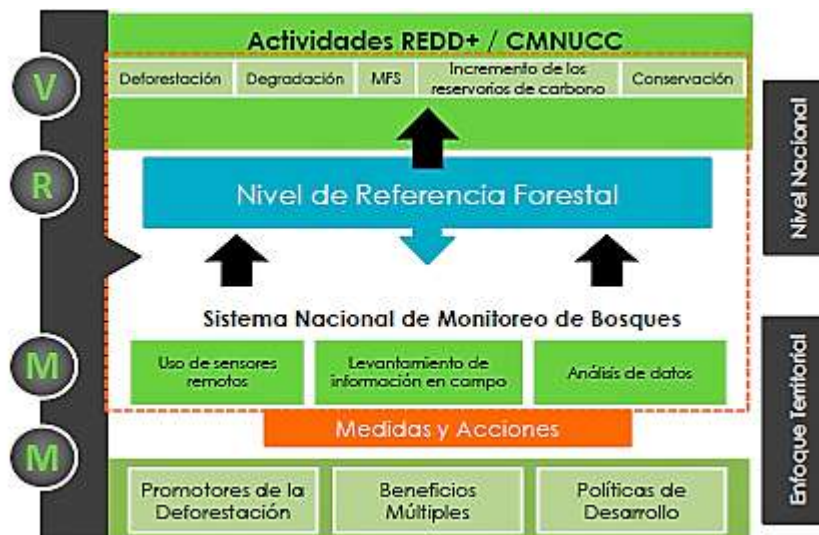 Actividades REDD+ / CMNUCC
V
Deforestación
Degradación
MFS
Incremento de los
reservorios de carbono
Conservación
R
Nivel de Referencia Forestal
Nivel Nacional
Sistema Nacional de Monitoreo de Bosques
M
Uso de sensores
remotos
Levantamiento de
información en campo
Análisis de datos
Medidas y Acciones
M
Promotores de la
Deforestación
Beneficios
Múltiples
Políticas de
Desarrollo
Enfoque Territorial